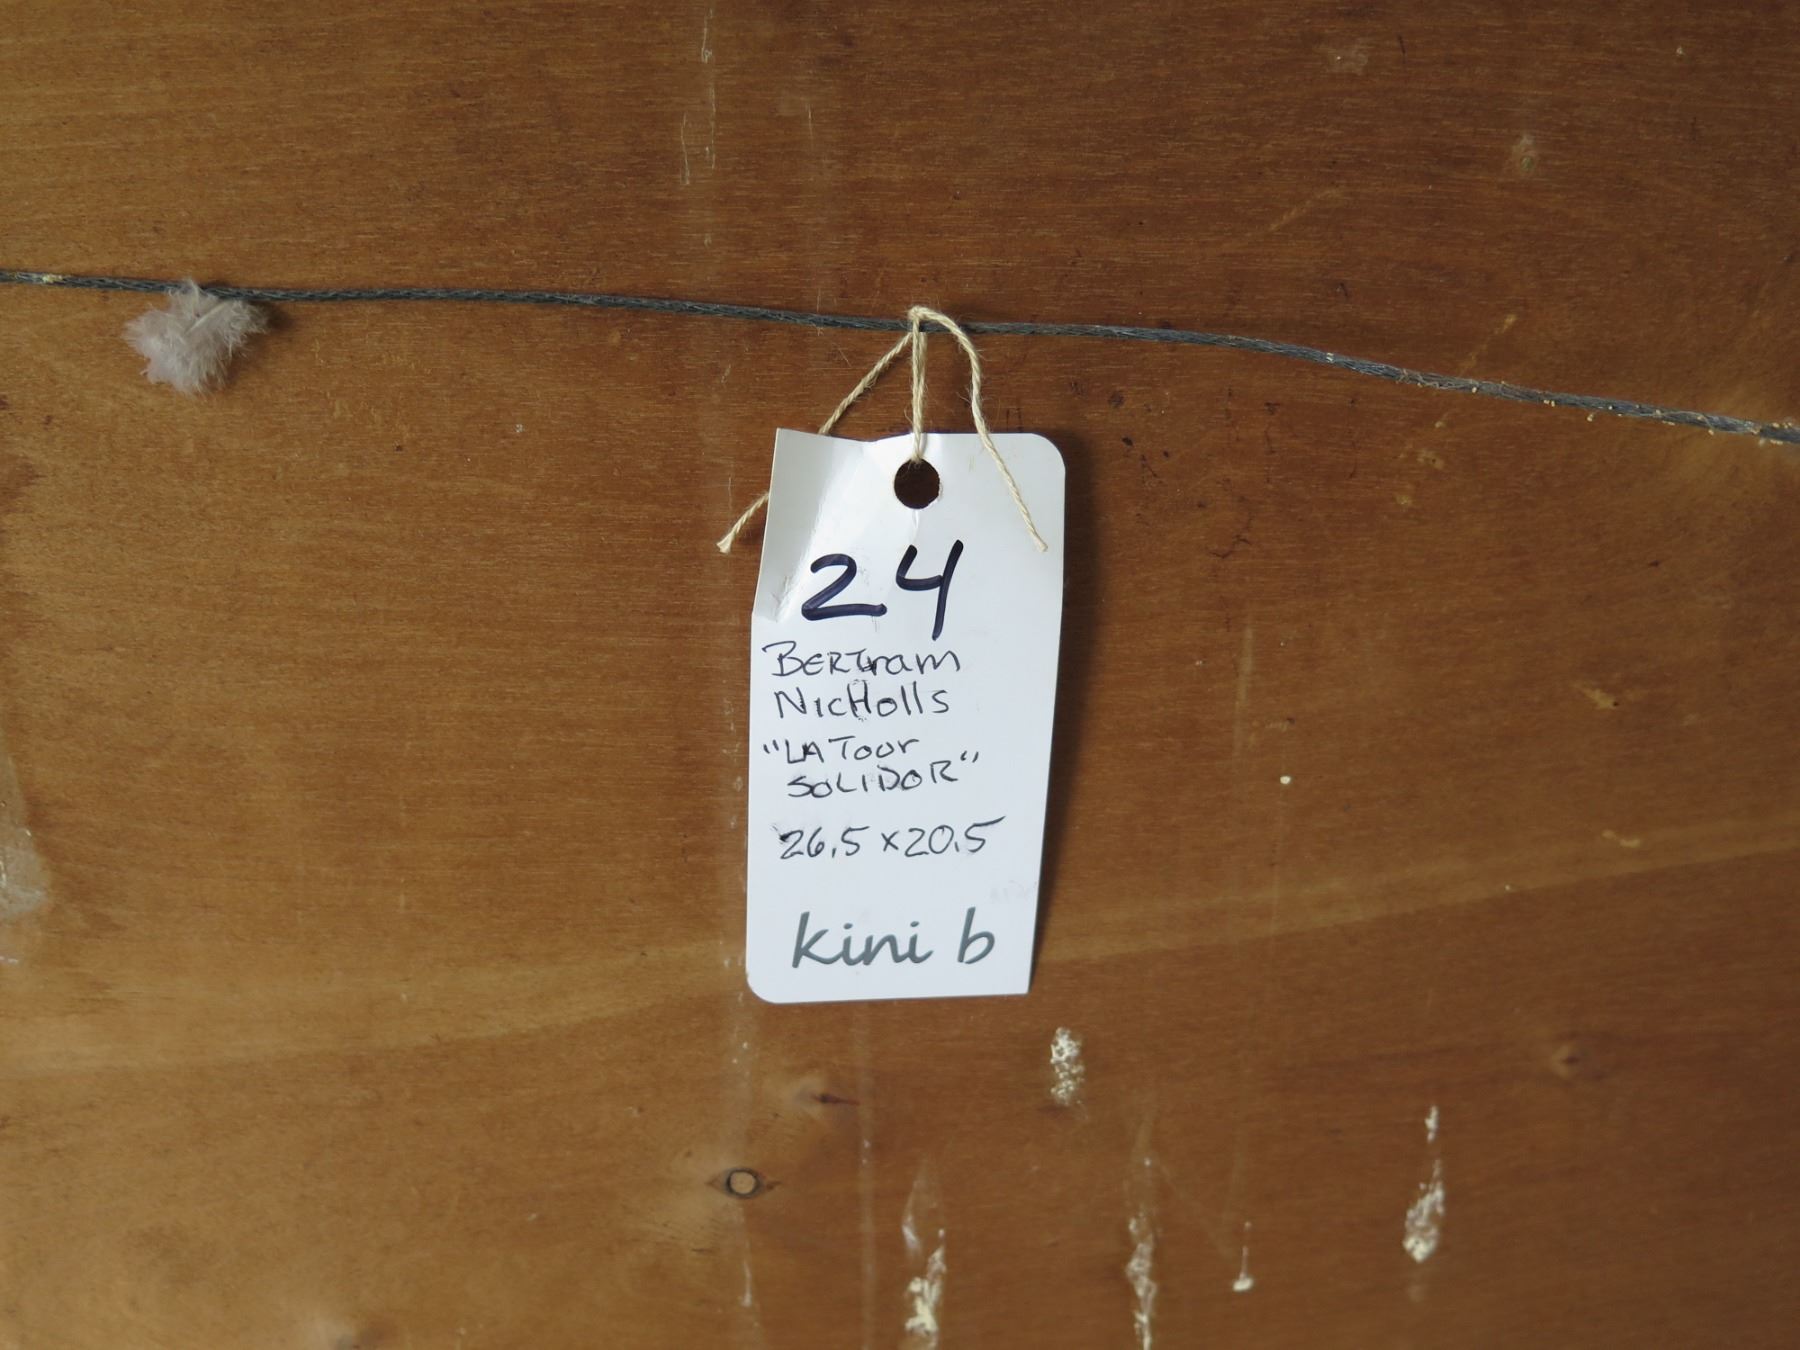 24
Bertram
Nicholls
"LA Tour
SOLIDOR"
26.5 x 20.5
kini b